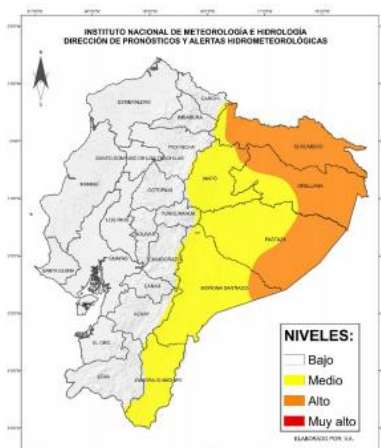 INSTITUTO NACIONAL DE METEOROLOGÍA E HIDROLOGÍA
DIRECCIÓN DE PRONÓSTICOS Y ALERTAS HIDROMETEOROLÓGICAS
CARCHI
ESMERALDAS
IMBABURA
SUCUMBIOS
PICHINCHA
SANTO DOMINGO DE LOS TSACHILAS
NAPO
ORELLANA
MANABI
COTOPAXI
LOS RIOS
TUNGURAHUA
BOLIVAR
PASTAZA
GUAYAS
CHIMBORAZO
SANTA ELENA
MORONA SANTIAGO
CAÑAR
AZUAY
EL ORO
LOJA
ZAMORA CHINCHIPE
NIVELES:
Bajo
Medio
Alto
Muy alto
ELABORADO POR: V.A.